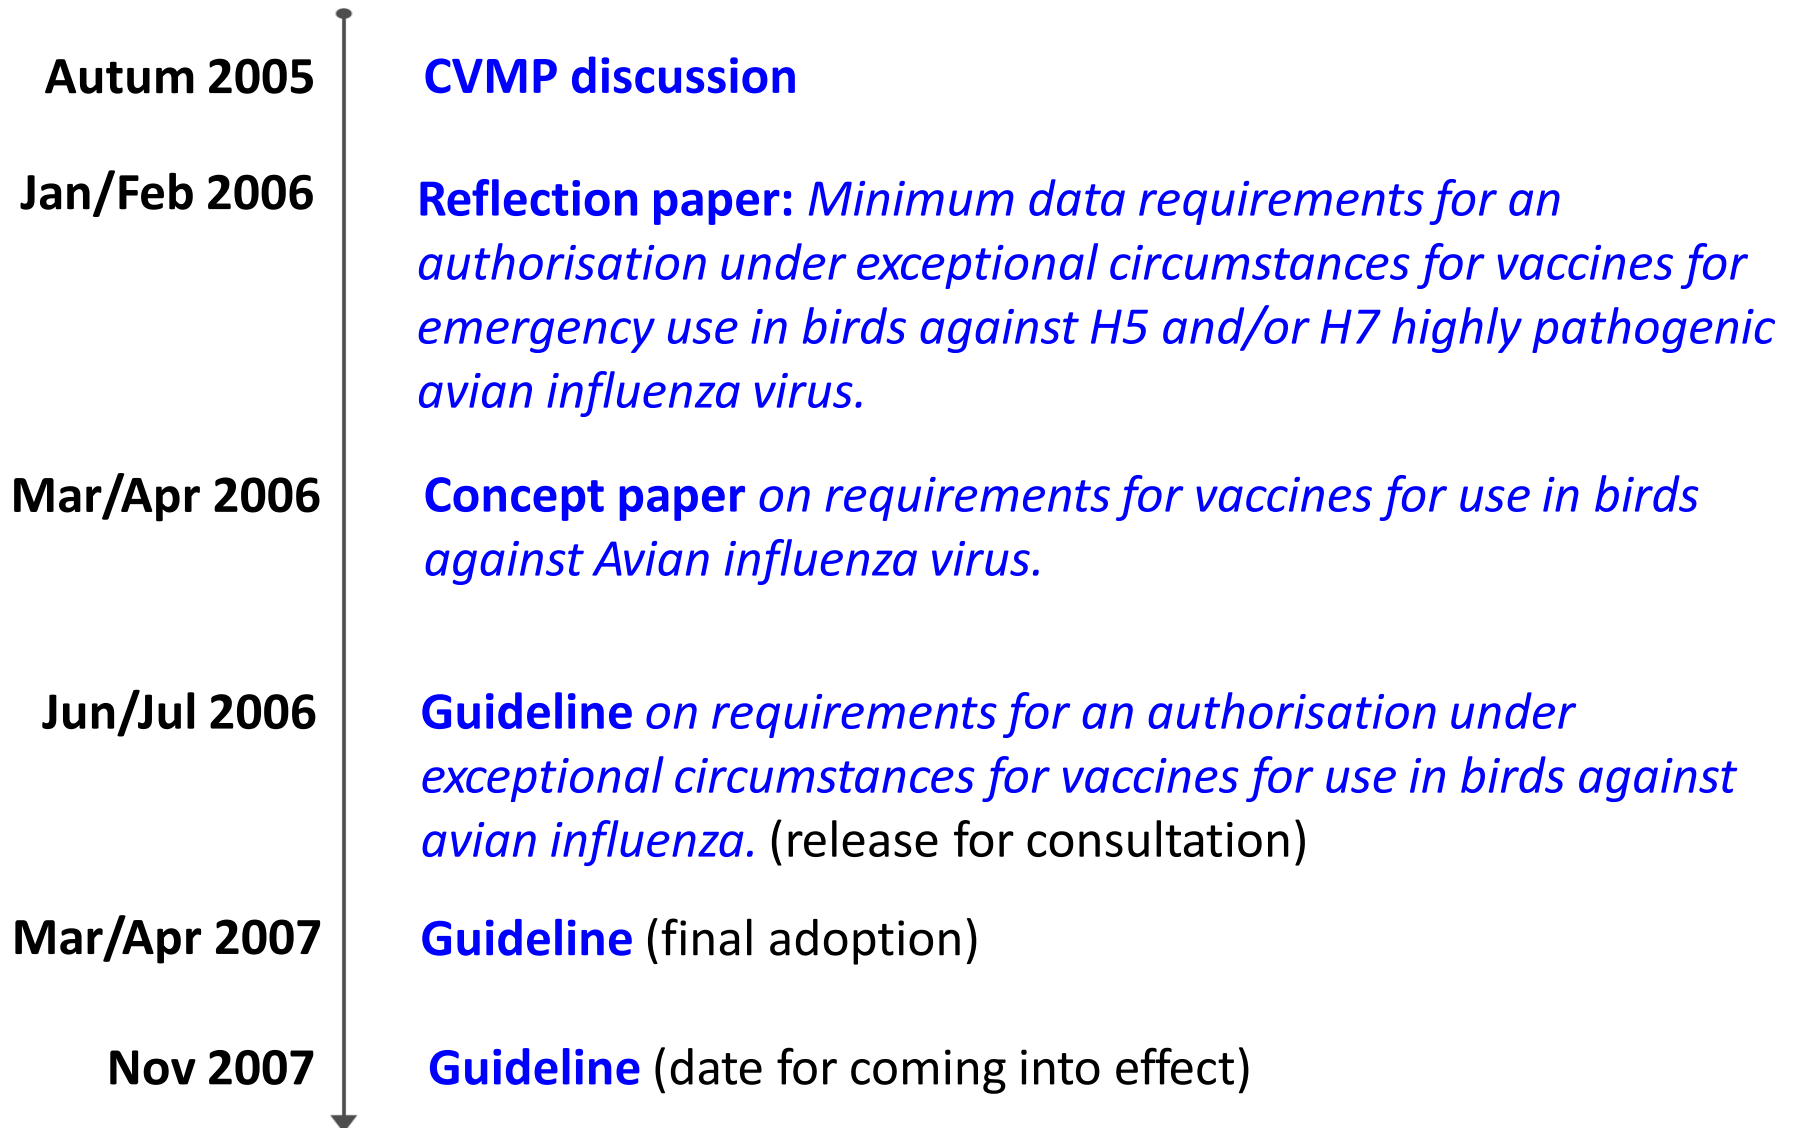 Autum 2005
CVMP discussion
Jan/Feb 2006
Reflection paper: Minimum data requirements for an
authorisation under exceptional circumstances for vaccines for
emergency use in birds against H5 and/or H7 highly pathogenic
avian influenza virus.
Mar/Apr 2006
Concept paper on requirements for vaccines for use in birds
against Avian influenza virus.
Jun/Jul 2006
Guideline on requirements for an authorisation under
exceptional circumstances for vaccines for use in birds against
avian influenza. (release for consultation)
Mar/Apr 2007
Guideline (final adoption)
Nov 2007
Guideline (date for coming into effect)